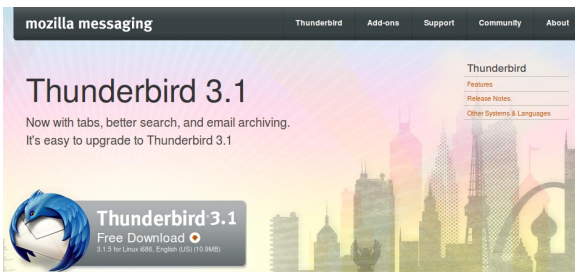 mozilla messaging
Thunderbird Add-ons Support Community About
Thunderbird 3.1
Now with tabs, better search, and email archiving.
It's easy to upgrade to Thunderbird 3.1
Thunderbird
Features
Release Notes
Other Systems & Languages
Thunderbird 3.1
Free Download
3.1.5 for Linux i686, English (US) (10.9MB)